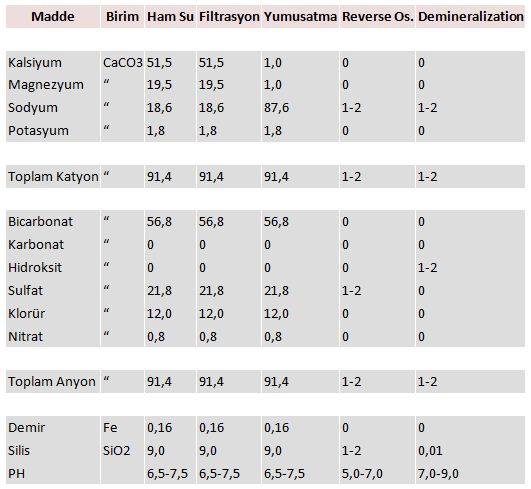 Madde Birim Ham Su Filtrasyon Yumusatma Reverse Os. Demineralization
Kalsiyum CaCO3 51,5 51,5 1,0 0 0
Magnezyum “ 19,5 19,5 1,0 0 0
Sodyum “ 18,6 18,6 87,6 1-2 1-2
Potasyum “ 1,8 1,8 1,8 0 0
Toplam Katyon “ 91,4 91,4 91,4 1-2 1-2
Bicarbonat “ 56,8 56,8 56,8 0 0
Karbonat “ 0 0 0 0 0
Hidroksit “ 0 0 0 0 1-2
Sulfat “ 21,8 21,8 21,8 1-2 0
Klorür “ 12,0 12,0 12,0 0 0
Nitrat “ 0,8 0,8 0,8 0 0
Toplam Anyon “ 91,4 91,4 91,4 1-2 1-2
Demir Fe 0,16 0,16 0,16 0 0
Silis SiO2 9,0 9,0 9,0 1-2 0,01
PH 6,5-7,5 6,5-7,5 6,5-7,5 5,0-7,0 7,0-9,0